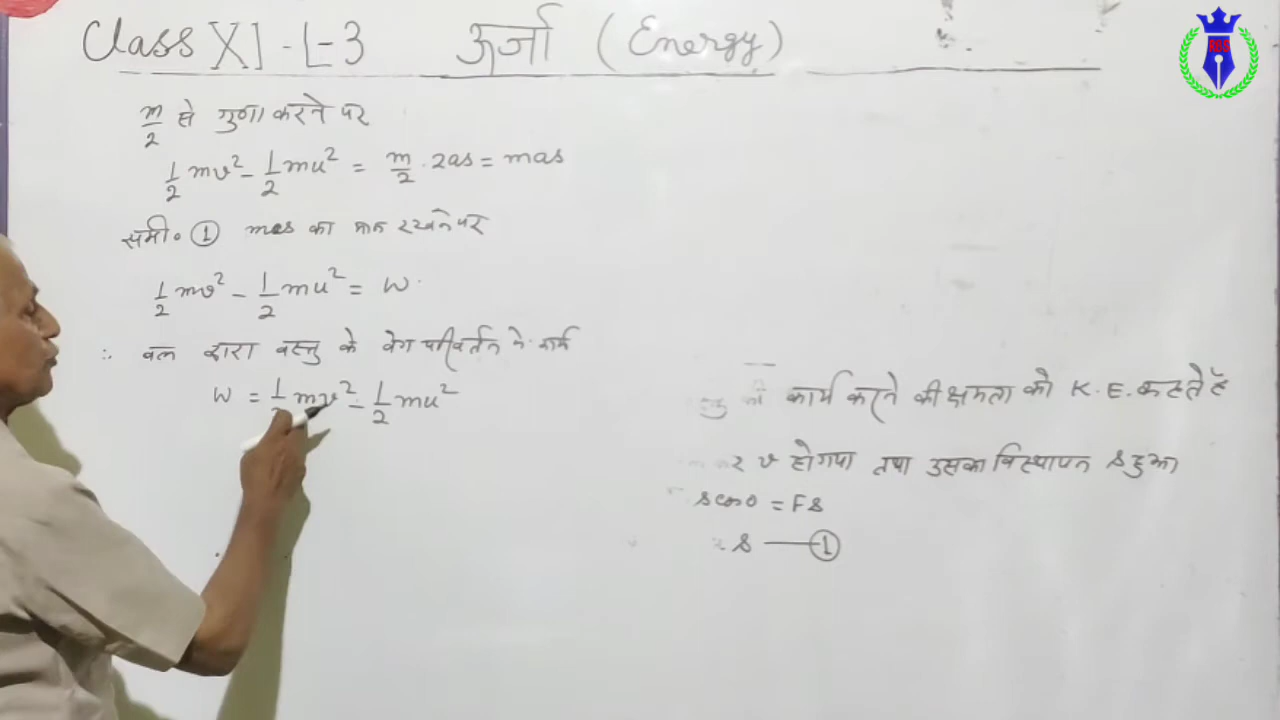 Class XI - L-3 ऊर्जा (Energy)
RGS
m/2 से गुणा करने पर
1/2 mv² - 1/2 mu² = m/2 · 2as = mas
समी० ① mas का मान रखने पर
1/2 mv² - 1/2 mu² = W.
∴ बल द्वारा वस्तु के वेग परिवर्तन में कार्य
W = 1/2 mv² - 1/2 mu²
कार्य करने की क्षमता को K.E. कहते हैं
v होगया तथा उसका विस्थापन s हुआ
s cos 0 = Fs
s — ①